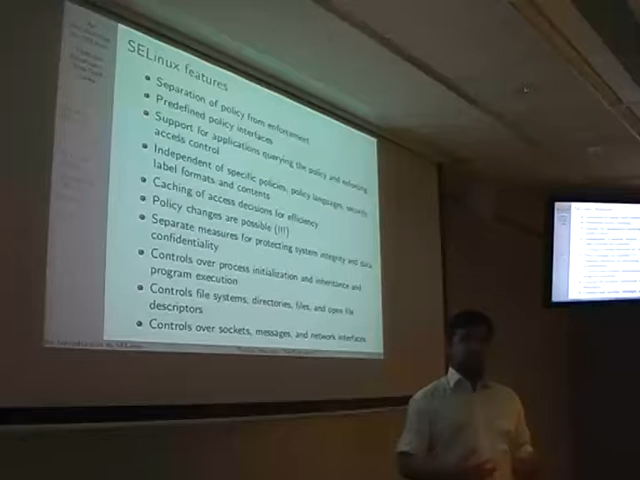 SELinux features
Separation of policy from enforcement
Predefined policy interfaces
Support for applications querying the policy and enforcing
access control
Independent of specific policies, policy languages, security
label formats and contents
Caching of access decisions for efficiency
Policy changes are possible (!!!)
Separate measures for protecting system integrity and data
confidentiality
Controls over process initialization and inheritance and
program execution
Controls file systems, directories, files, and open file
descriptors
Controls over sockets, messages, and network interfaces